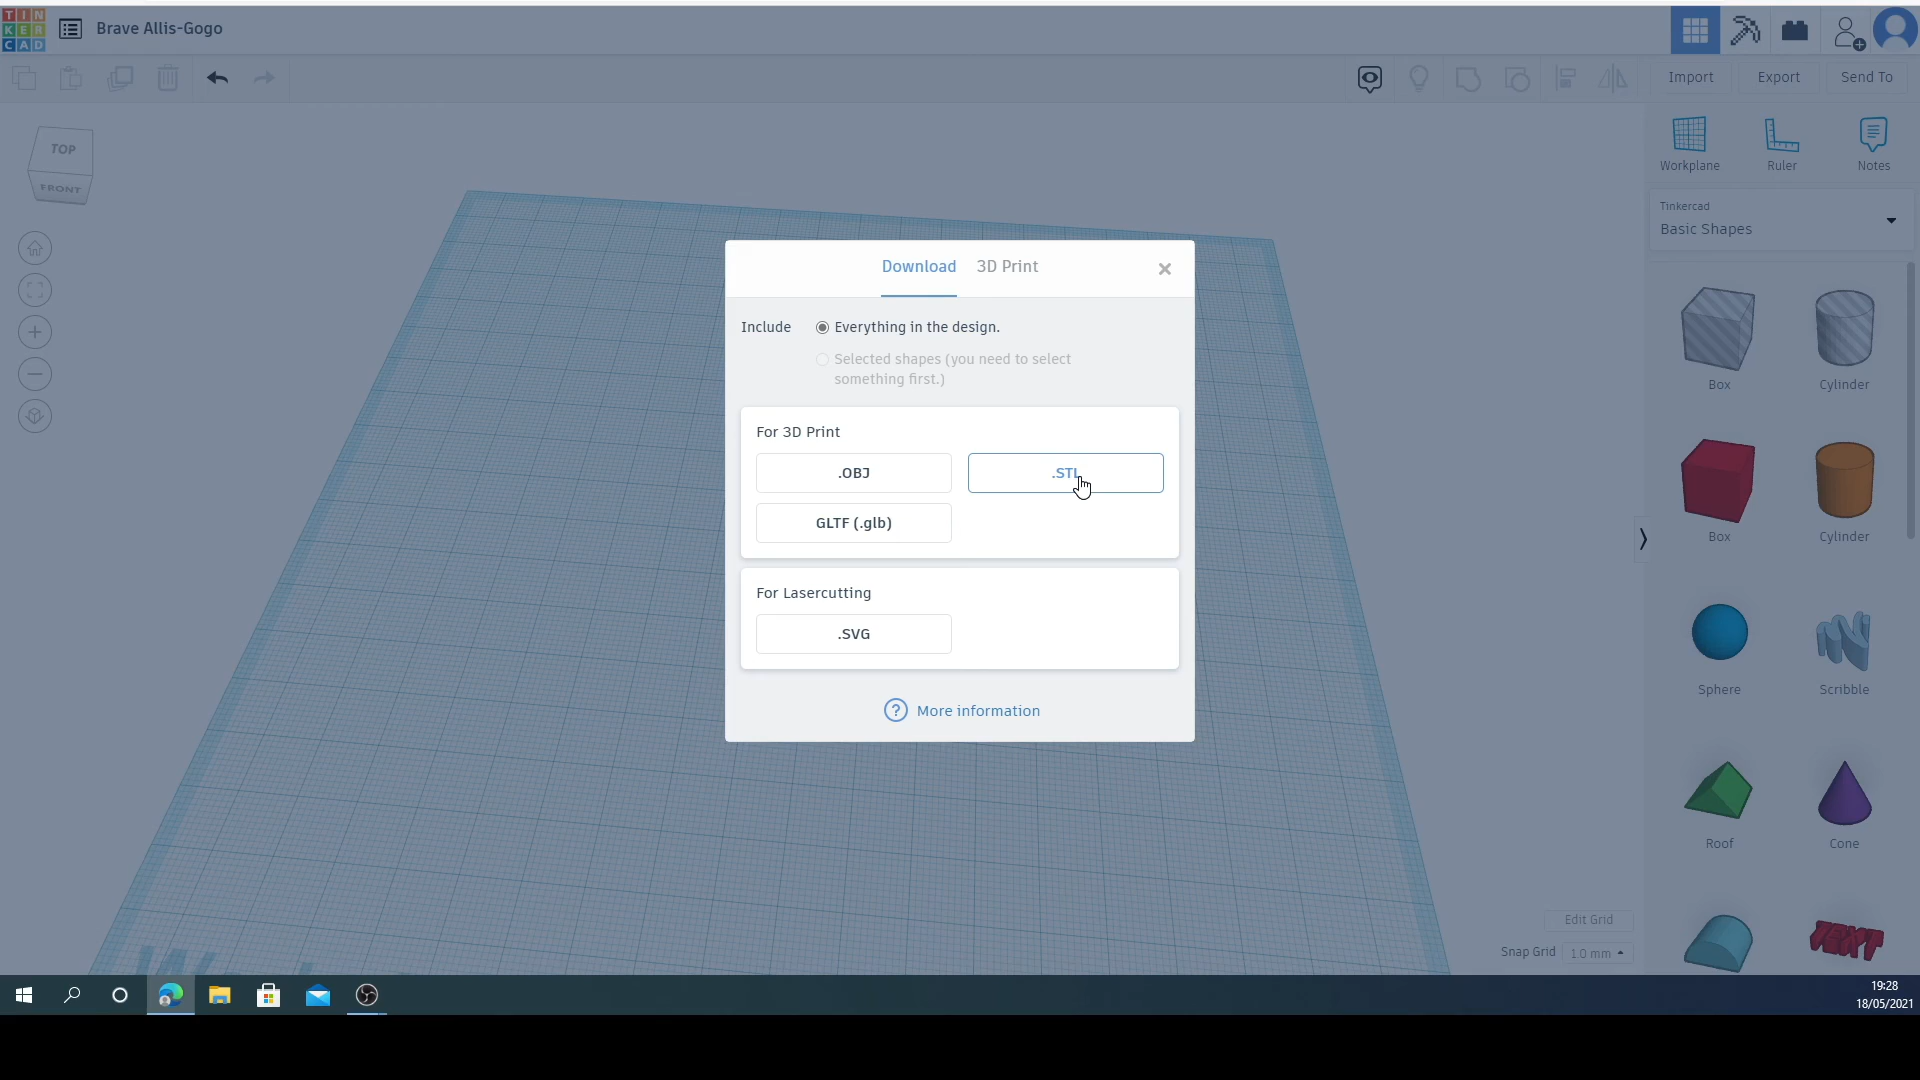 TIN
KER
CAD
Brave Allis-Gogo
Import
Export
Send To
TOP
FRONT
Workplane
Ruler
Notes
Tinkercad
Basic Shapes
Download
3D Print
Include
Everything in the design.
Selected shapes (you need to select
something first.)
For 3D Print
.OBJ
.STL
GLTF (.glb)
For Lasercutting
.SVG
More information
Box
Cylinder
Box
Cylinder
Sphere
Scribble
Roof
Cone
TEXT
Edit Grid
Snap Grid
1.0 mm
19:28
18/05/2021